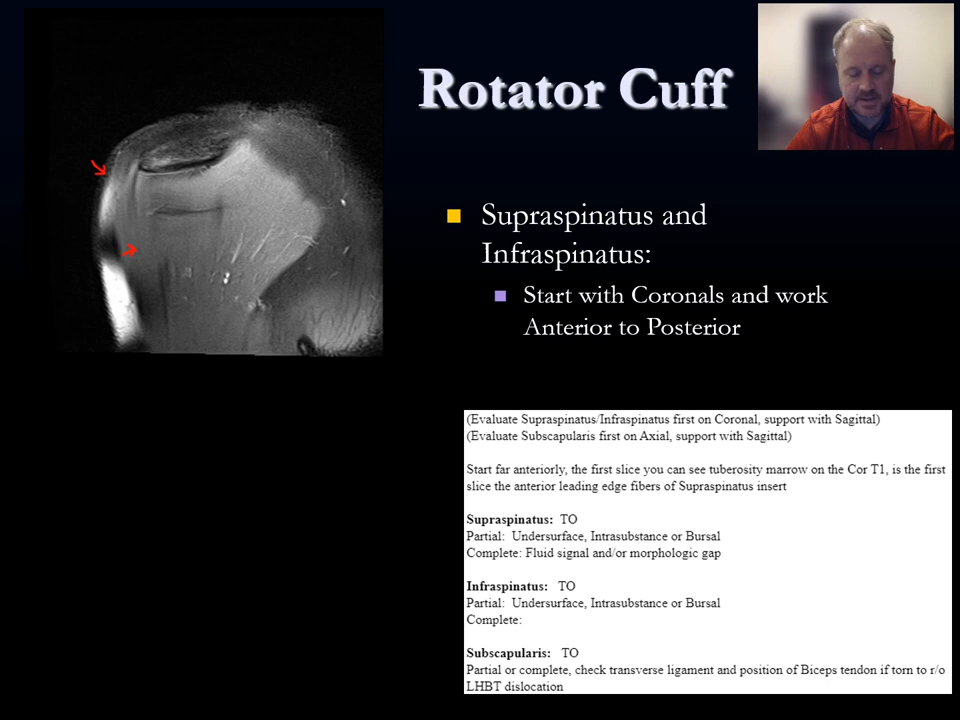 Rotator Cuff
Supraspinatus and
Infraspinatus:
Start with Coronals and work
Anterior to Posterior
(Evaluate Supraspinatus/Infraspinatus first on Coronal, support with Sagittal)
(Evaluate Subscapularis first on Axial, support with Sagittal)
Start far anteriorly, the first slice you can see tuberosity marrow on the Cor T1, is the first
slice the anterior leading edge fibers of Supraspinatus insert
Supraspinatus: TO
Partial: Undersurface, Intrasubstance or Bursal
Complete: Fluid signal and/or morphologic gap
Infraspinatus: TO
Partial: Undersurface, Intrasubstance or Bursal
Complete:
Subscapularis: TO
Partial or complete, check transverse ligament and position of Biceps tendon if torn to r/o
LHBT dislocation